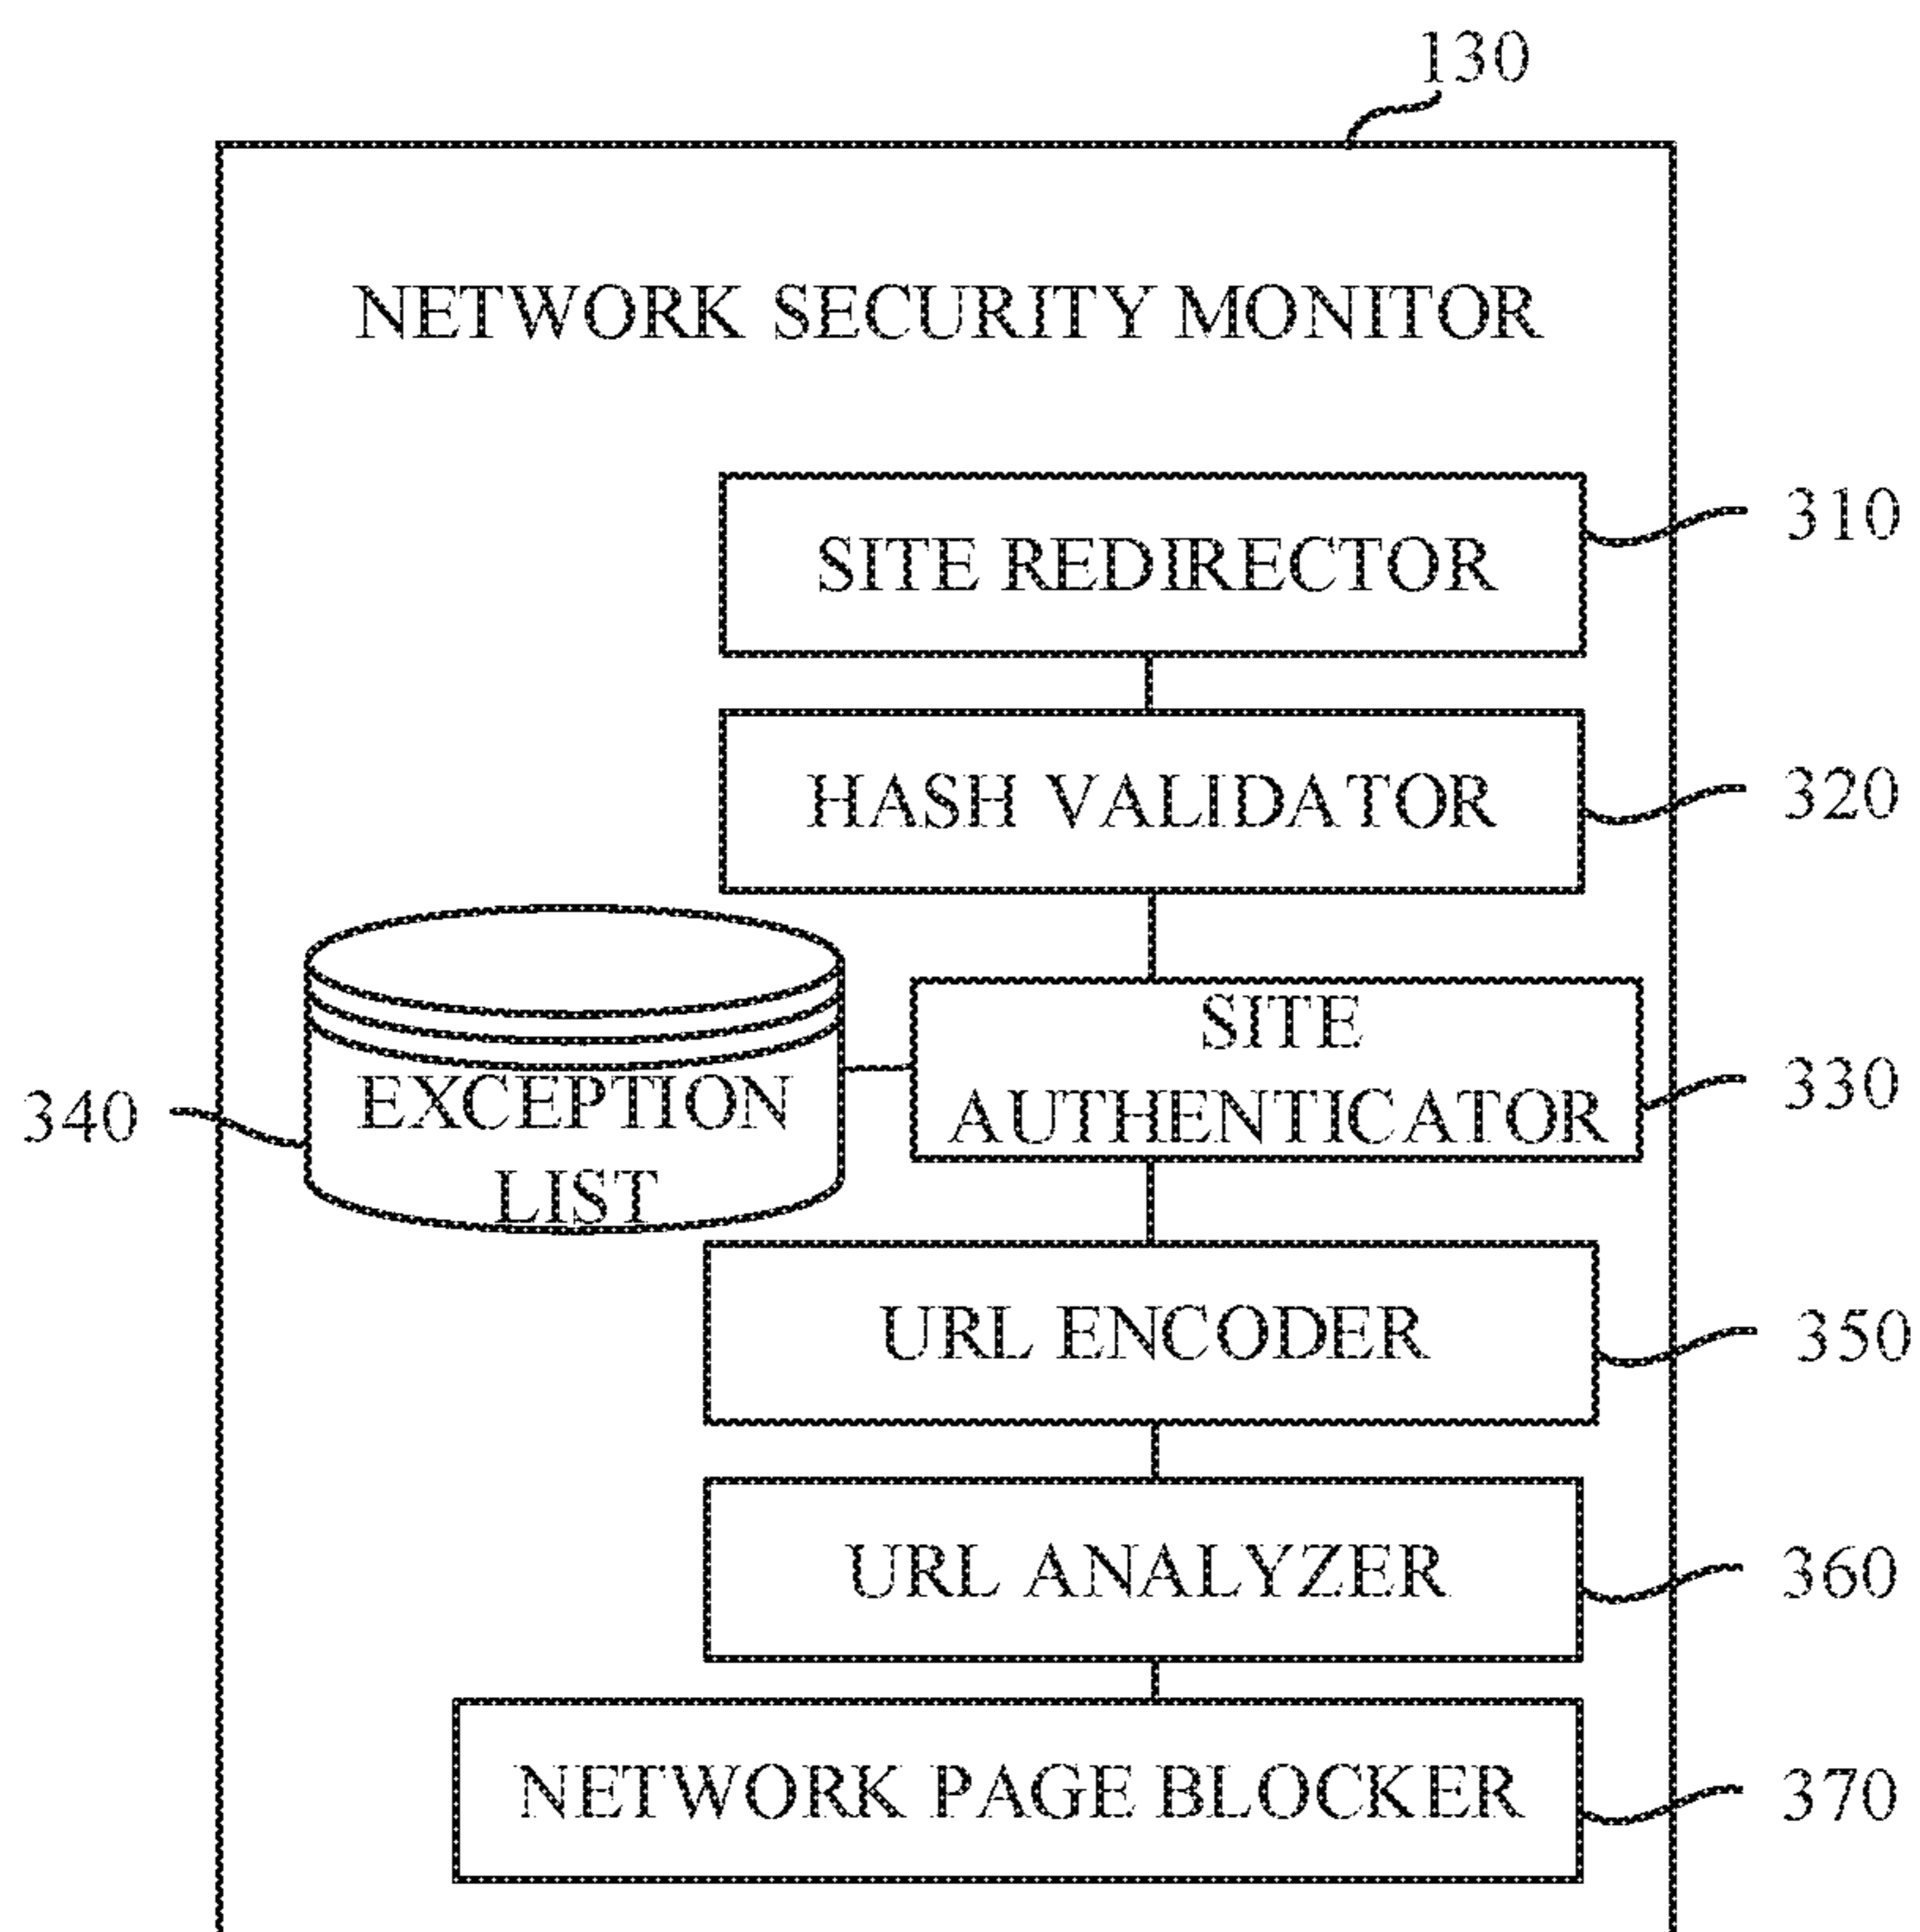 130
NETWORK SECURITY MONITOR
SITE REDIRECTOR
310
HASH VALIDATOR
320
SITE
AUTHENTICATOR
330
EXCEPTION
LIST
340
URL ENCODER
350
URL ANALYZER
360
NETWORK PAGE BLOCKER
370